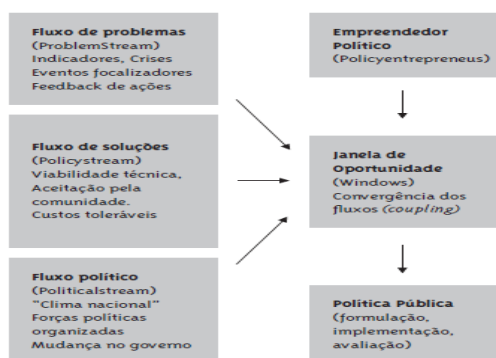 Fluxo de problemas
(ProblemStream)
Indicadores, Crises
Eventos focalizadores
Feedback de ações
Fluxo de soluções
(Policystream)
Viabilidade técnica,
Aceitação pela
comunidade.
Custos toleráveis
Fluxo político
(Politicalstream)
"Clima nacional"
Forças políticas
organizadas
Mudança no governo
Empreendedor
Político
(Policyentrepreneus)
Janela de
Oportunidade
(Windows)
Convergência dos
fluxos (coupling)
Política Pública
(formulação,
implementação,
avaliação)